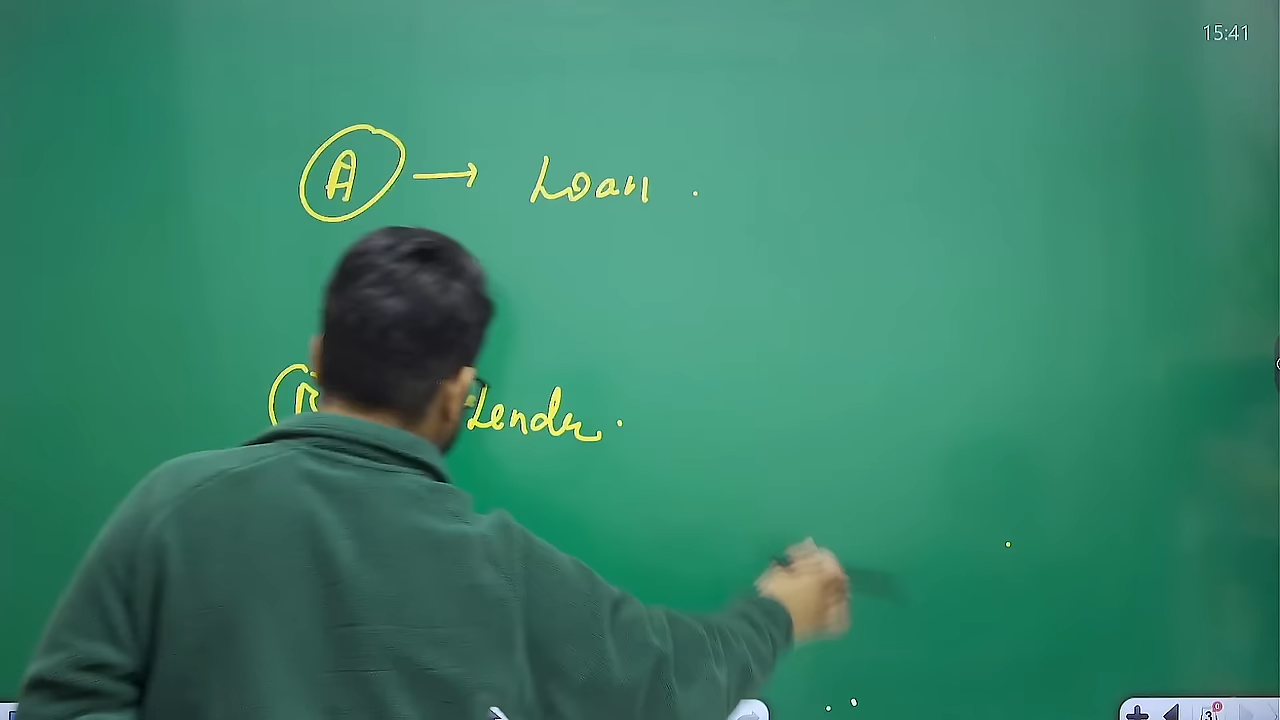 15:41
A → Loan .
Lender .